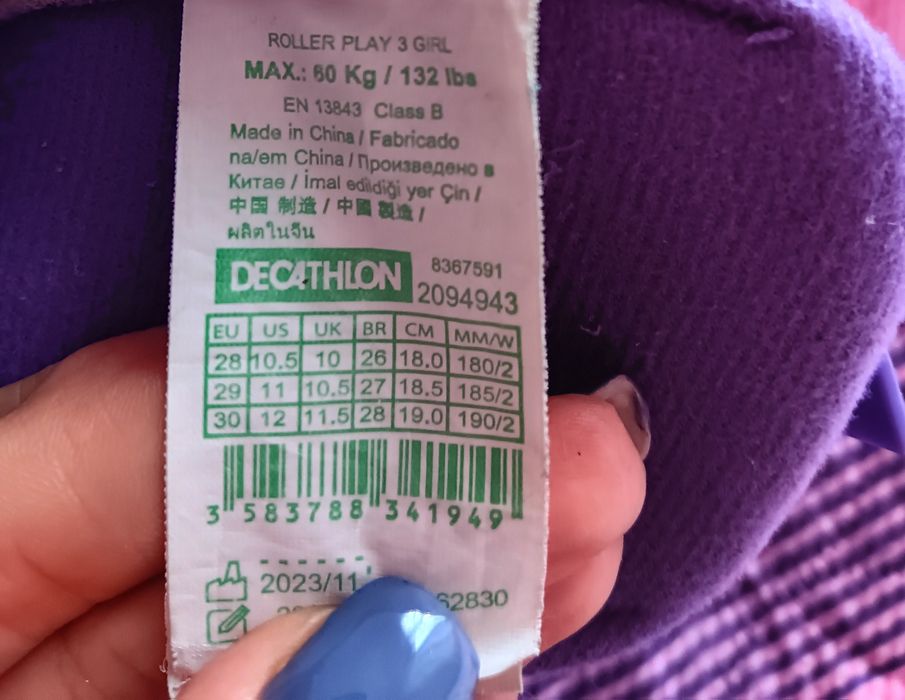 ROLLER PLAY 3 GIRL
MAX.: 60 Kg / 132 lbs
EN 13843 Class B
Made in China / Fabricado
na/em China / Произведено в
Китае / İmal edildiği yer Çin /
中国 制造 / 中國 製造 /
ผลิตในจีน
DECATHLON 8367591
2094943
EU US UK BR CM MM/W
28 10.5 10 26 18.0 180/2
29 11 10.5 27 18.5 185/2
30 12 11.5 28 19.0 190/2
3 583788 341949
2023/11 62830